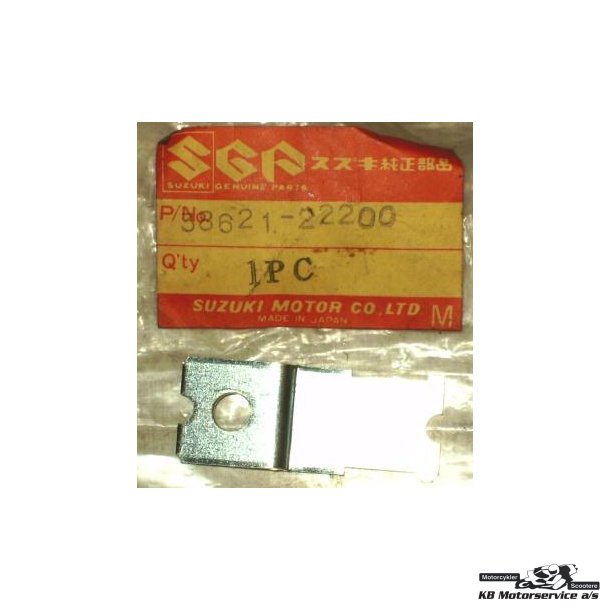 SGP スズキ純正部品
SUZUKI GENUINE PARTS
P/No. 38621-22200
Q'ty 1PC
SUZUKI MOTOR CO., LTD M
MADE IN JAPAN
Motorcykler Scootere
KB Motorservice a/s